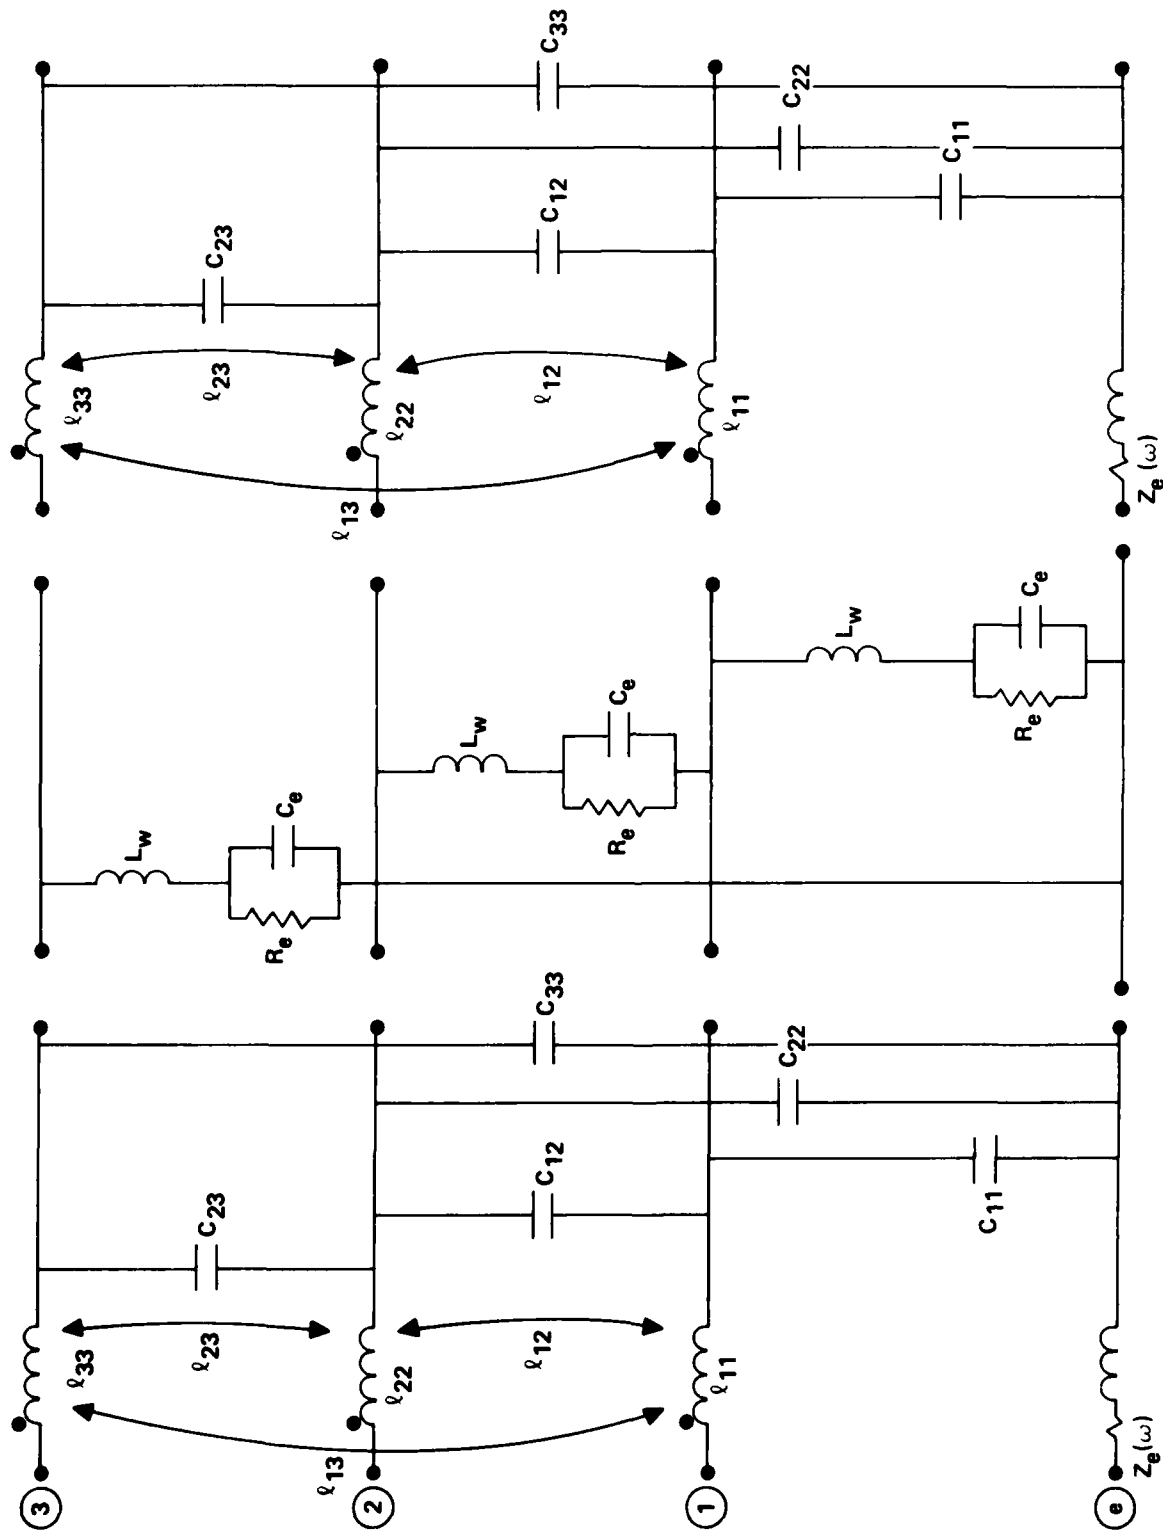 3
ℓ33
C23
ℓ23
ℓ13
2
ℓ22
C12
C33
ℓ12
1
ℓ11
C22
C11
e
Ze(ω)
LW
Re
Ce
LW
Re
Ce
LW
Re
Ce
ℓ33
C23
ℓ23
ℓ13
ℓ22
C12
C33
ℓ12
ℓ11
C22
C11
Ze(ω)